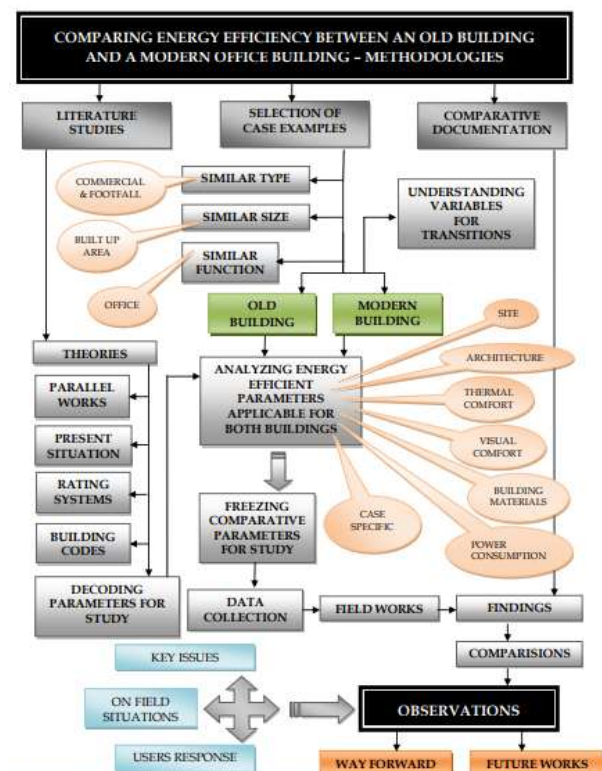 COMPARING ENERGY EFFICIENCY BETWEEN AN OLD BUILDING
AND A MODERN OFFICE BUILDING – METHODOLOGIES
LITERATURE
STUDIES
SELECTION OF
CASE EXAMPLES
COMPARATIVE
DOCUMENTATION
COMMERCIAL
& FOOTFALL
SIMILAR TYPE
UNDERSTANDING
VARIABLES
FOR
TRANSITIONS
BUILT UP
AREA
SIMILAR SIZE
SIMILAR
FUNCTION
OFFICE
OLD
BUILDING
MODERN
BUILDING
SITE
THEORIES
ANALYZING ENERGY
EFFICIENT
PARAMETERS
APPLICABLE FOR
BOTH BUILDINGS
ARCHITECTURE
PARALLEL
WORKS
THERMAL
COMFORT
PRESENT
SITUATION
VISUAL
COMFORT
RATING
SYSTEMS
BUILDING
MATERIALS
CASE
SPECIFIC
FREEZING
COMPARATIVE
PARAMETERS
FOR STUDY
BUILDING
CODES
POWER
CONSUMPTION
DECODING
PARAMETERS FOR
STUDY
DATA
COLLECTION
FIELD WORKS
FINDINGS
KEY ISSUES
COMPARISIONS
ON FIELD
SITUATIONS
OBSERVATIONS
USERS RESPONSE
WAY FORWARD
FUTURE WORKS